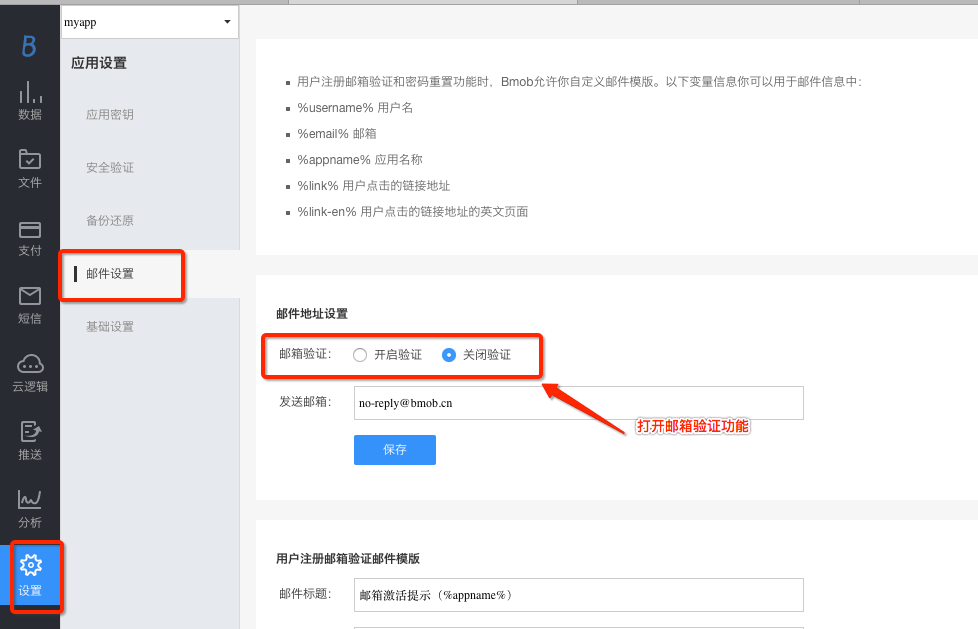 myapp
B
数据
文件
支付
短信
云逻辑
推送
分析
设置
应用设置
应用密钥
安全验证
备份还原
邮件设置
基础设置
用户注册邮箱验证和密码重置功能时，Bmob允许你自定义邮件模版。以下变量信息你可以用于邮件信息中：
%username% 用户名
%email% 邮箱
%appname% 应用名称
%link% 用户点击的链接地址
%link-en% 用户点击的链接地址的英文页面
邮件地址设置
邮箱验证： 开启验证 关闭验证
发送邮箱： no-reply@bmob.cn
打开邮箱验证功能
保存
用户注册邮箱验证邮件模版
邮件标题： 邮箱激活提示（%appname%）